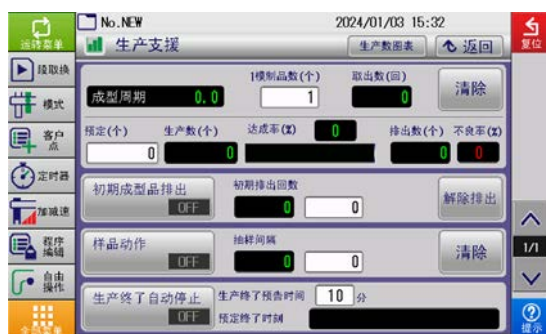 No.NEW 2024/01/03 15:32
运转菜单 生产支援 生产数图表 返回 复位
段取换
模式
客户点
定时器
加减速
程序编辑
自由操作
全部菜单
1模制品数(个) 取出数(回)
成型周期 0.0 1 0 清除
预定(个) 生产数(个) 达成率(%) 0 排出数(个) 不良率(%)
0 0 0 0
初期成型品排出 初期排出回数
OFF 0 0 解除排出
样品动作 抽样间隔
OFF 0 0 清除
1/1
生产终了自动停止 生产终了预告时间 10 分
OFF 预定终了时刻
提示